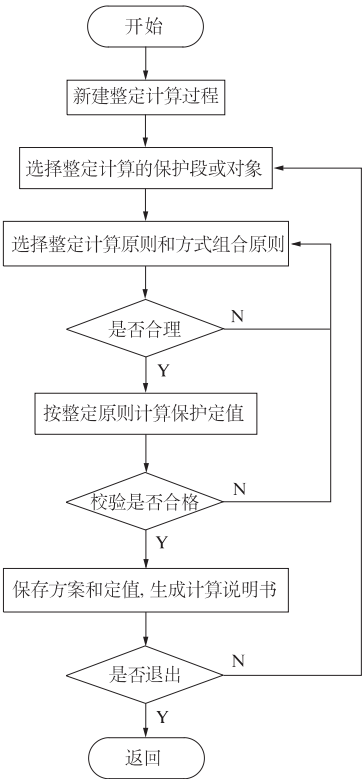 开始
新建整定计算过程
选择整定计算的保护段或对象
选择整定计算原则和方式组合原则
是否合理
N
Y
按整定原则计算保护定值
校验是否合格
N
Y
保存方案和定值, 生成计算说明书
是否退出
N
Y
返回